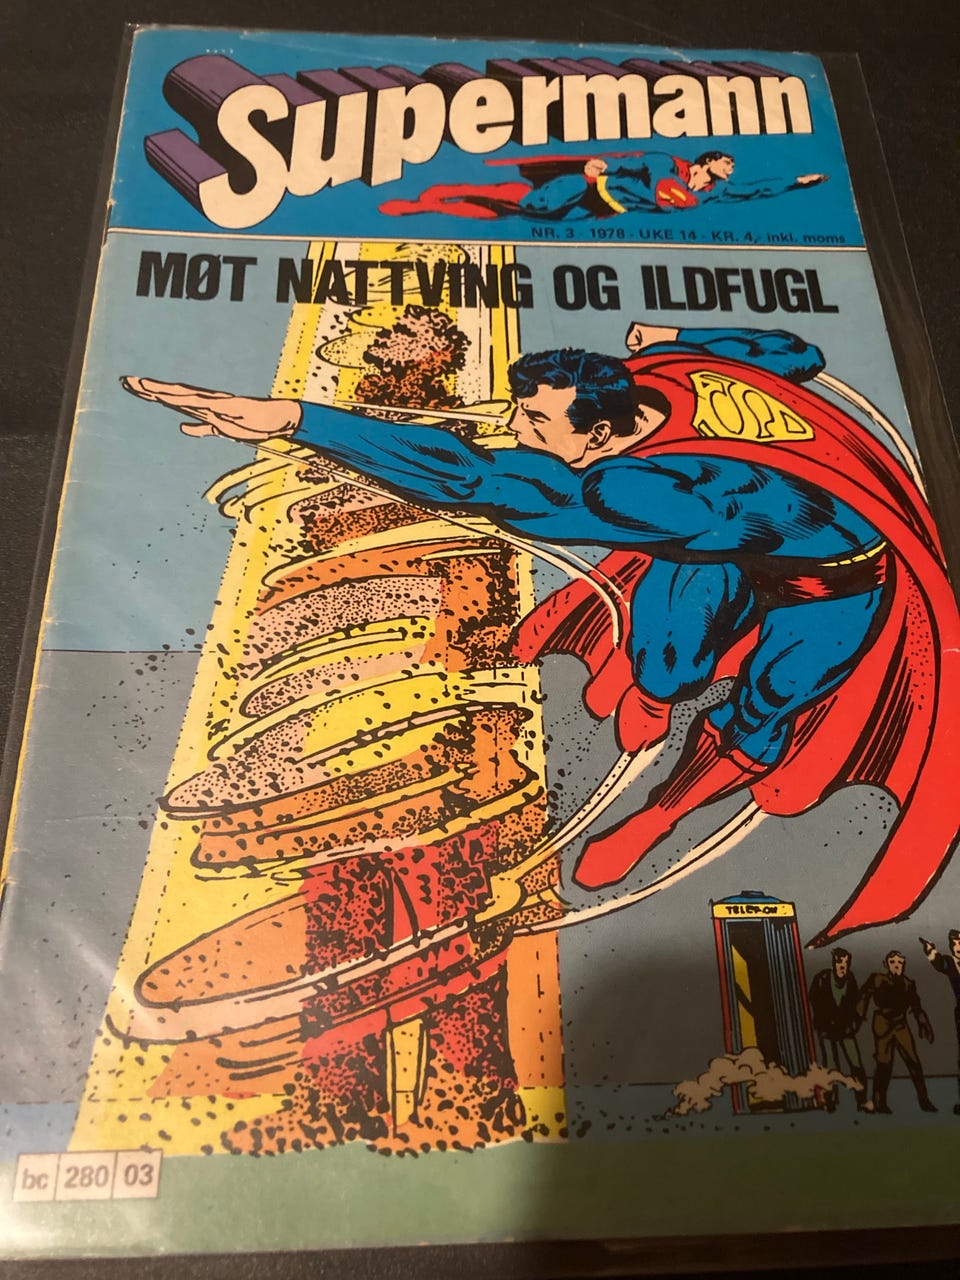 Supermann
NR. 3 - 1978 - UKE 14 - KR. 4,- inkl. moms
MØT NATTVING OG ILDFUGL
S
TELEFON
bc 280 03